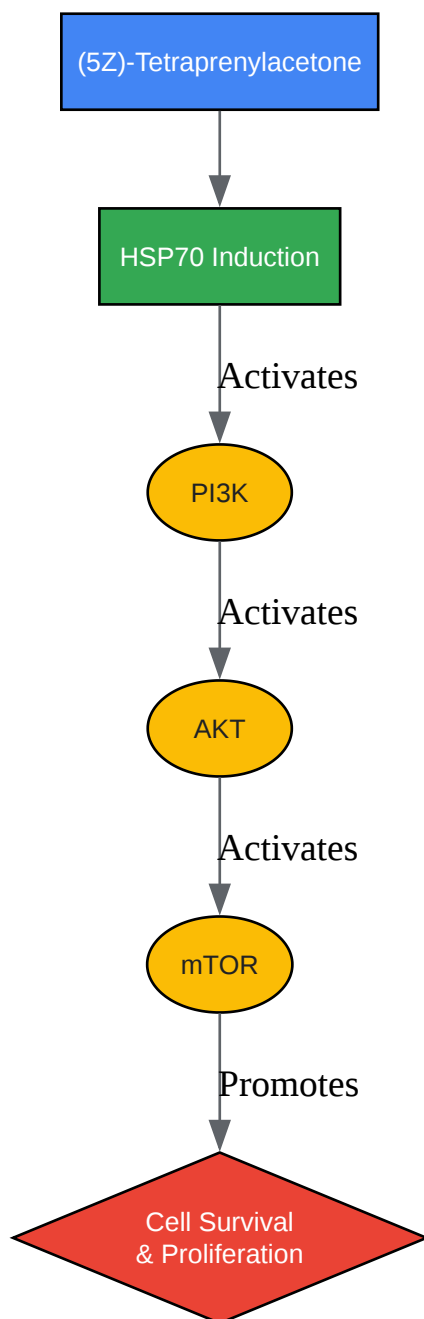 (5Z)-Tetraprenylacetone
HSP70 Induction
Activates
PI3K
Activates
AKT
Activates
mTOR
Promotes
Cell Survival
& Proliferation